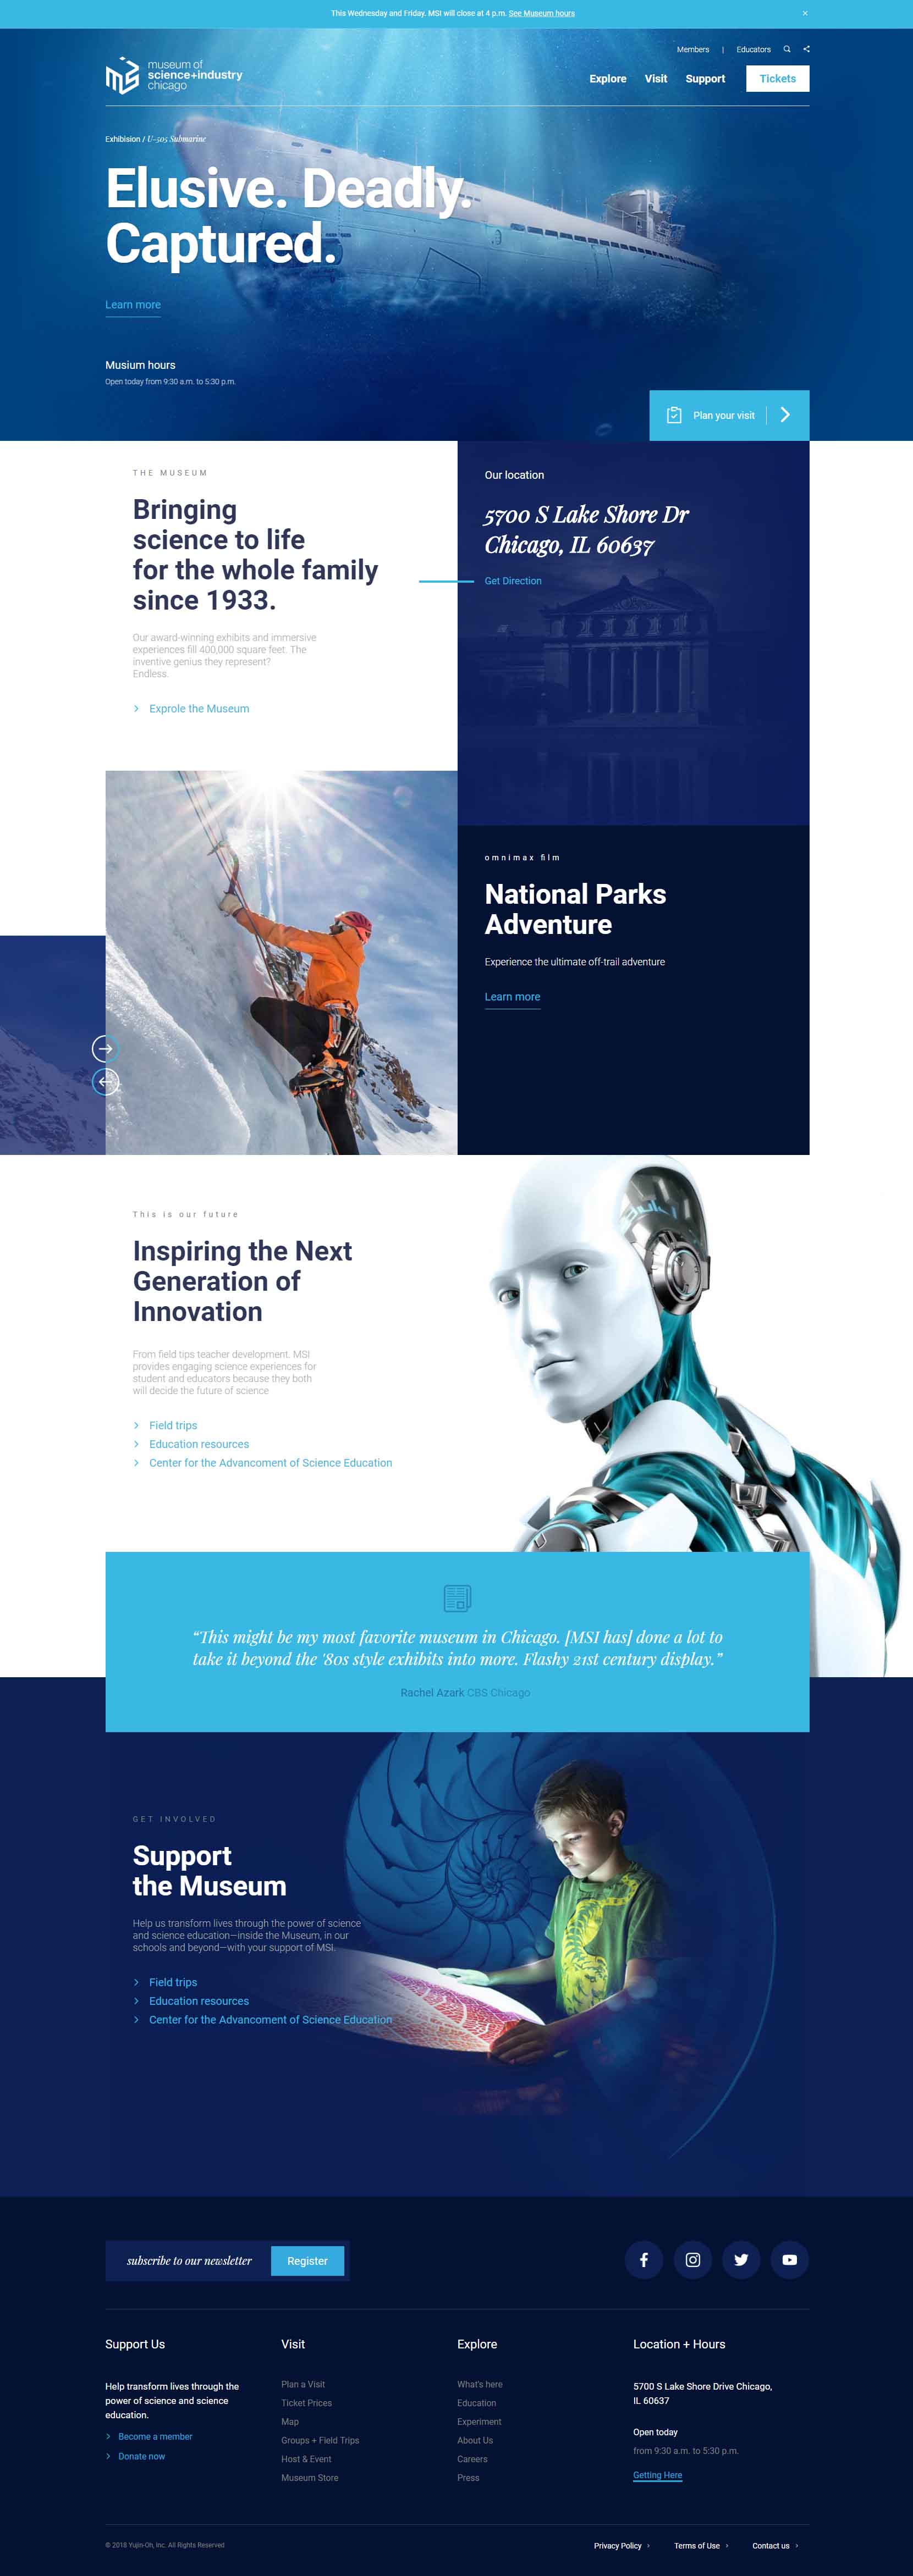 This Wednesday and Friday. MSI will close at 4 p.m. See Museum hours
Members | Educators
museum of
science+industry
chicago
Explore Visit Support Tickets
Exhibision / U-505 Submarine
Elusive. Deadly.
Captured.
Learn more
Musium hours
Open today from 9:30 a.m. to 5:30 p.m.
Plan your visit
THE MUSEUM
Bringing
science to life
for the whole family
since 1933.
Our award-winning exhibits and immersive
experiences fill 400,000 square feet. The
inventive genius they represent?
Endless.
Exprole the Museum
Our location
5700 S Lake Shore Dr
Chicago, IL 60637
Get Direction
omnimax film
National Parks
Adventure
Experience the ultimate off-trail adventure
Learn more
This is our future
Inspiring the Next
Generation of
Innovation
From field tips teacher development. MSI
provides engaging science experiences for
student and educators because they both
will decide the future of science
Field trips
Education resources
Center for the Advancoment of Science Education
“This might be my most favorite museum in Chicago. [MSI has] done a lot to
take it beyond the '80s style exhibits into more. Flashy 21st century display.”
Rachel Azark CBS Chicago
GET INVOLVED
Support
the Museum
Help us transform lives through the power of science
and science education—inside the Museum, in our
schools and beyond—with your support of MSI.
Field trips
Education resources
Center for the Advancoment of Science Education
subscribe to our newsletter
Register
Support Us
Help transform lives through the
power of science and science
education.
Become a member
Donate now
Visit
Plan a Visit
Ticket Prices
Map
Groups + Field Trips
Host & Event
Museum Store
Explore
What's here
Education
Experiment
About Us
Careers
Press
Location + Hours
5700 S Lake Shore Drive Chicago,
IL 60637
Open today
from 9:30 a.m. to 5:30 p.m.
Getting Here
© 2018 Yujin-Oh, Inc. All Rights Reserved
Privacy Policy
Terms of Use
Contact us